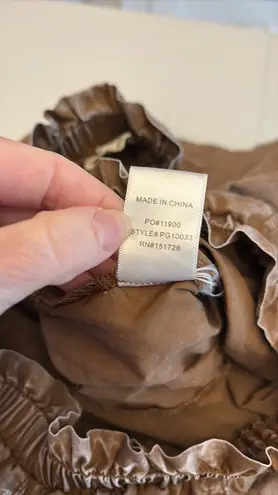 MADE IN CHINA
PO#11900
STYLE# PG10033
RN#151726